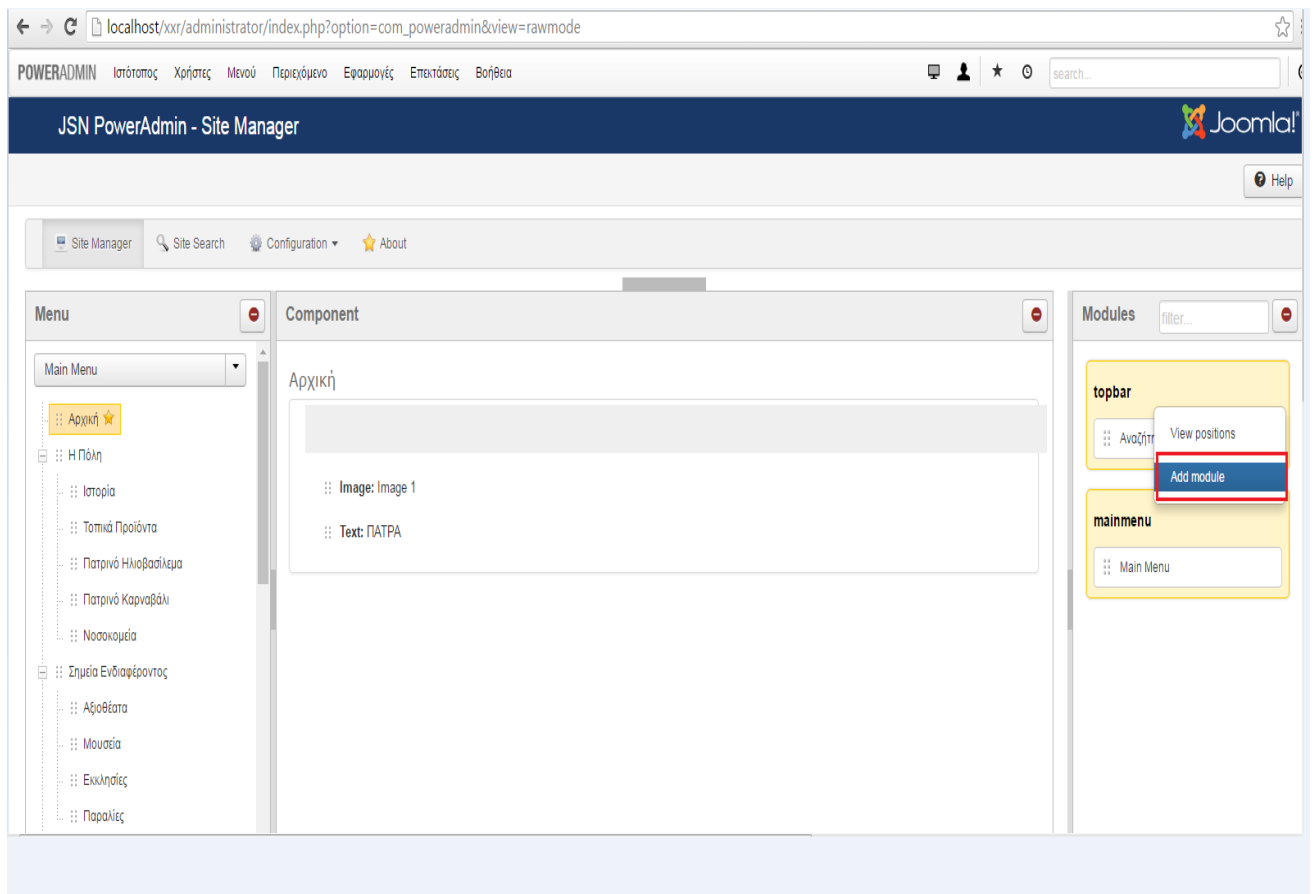 localhost/xxr/administrator/index.php?option=com_poweradmin&view=rawmode
POWERADMIN Ιστότοπος Χρήστες Μενού Περιεχόμενο Εφαρμογές Επεκτάσεις Βοήθεια search...
JSN PowerAdmin - Site Manager Joomla!
Help
Site Manager Site Search Configuration About
Menu
Main Menu
Αρχική
Η Πόλη
Ιστορία
Τοπικά Προϊόντα
Πατρινό Ηλιοβασίλεμα
Πατρινό Καρναβάλι
Νοσοκομεία
Σημεία Ενδιαφέροντος
Αξιοθέατα
Μουσεία
Εκκλησίες
Παραλίες
Component
Αρχική
Image: Image 1
Text: ΠΑΤΡΑ
Modules filter...
topbar
Αναζήτη
View positions
Add module
mainmenu
Main Menu